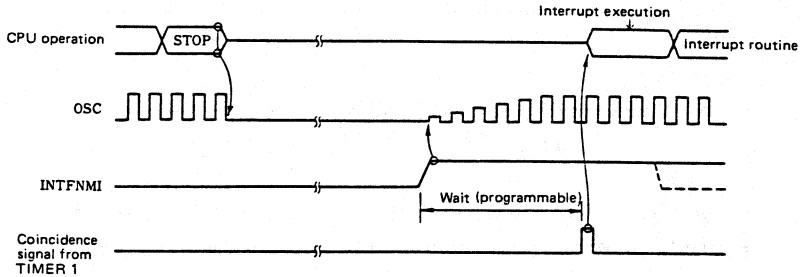 Interrupt execution
CPU operation
STOP
Interrupt routine
OSC
INTFNMI
Wait (programmable)
Coincidence
signal from
TIMER 1